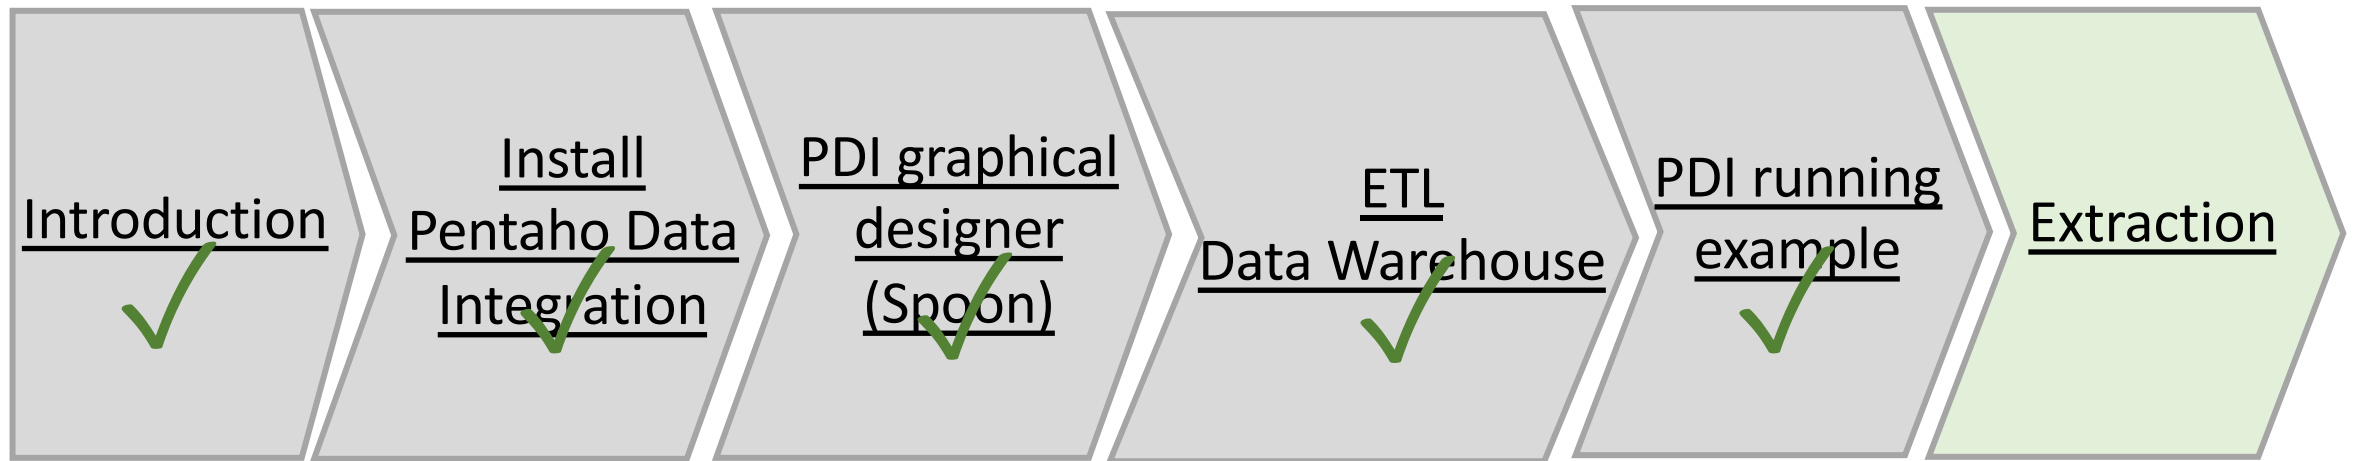 Introduction
Install
Pentaho Data
Integration
PDI graphical
designer
(Spoon)
ETL
Data Warehouse
PDI running
example
Extraction